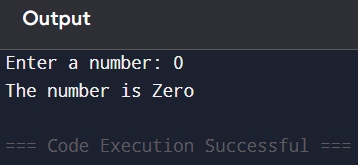 Output
Enter a number: 0
The number is Zero
=== Code Execution Successful ===